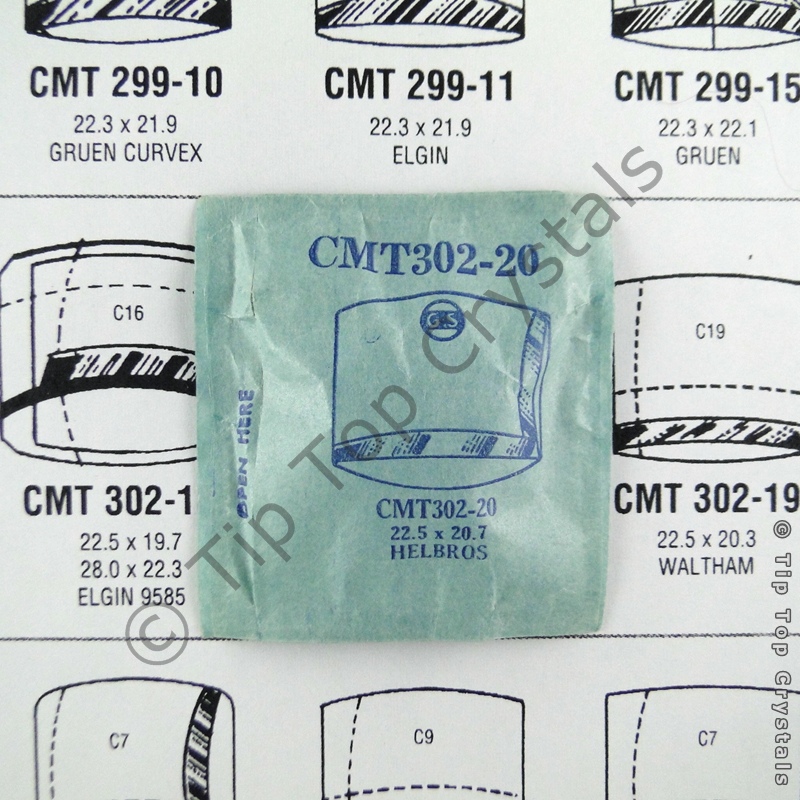 CMT 299-10
22.3 x 21.9
GRUEN CURVEX
CMT 299-11
22.3 x 21.9
ELGIN
CMT 299-15
22.3 x 22.1
GRUEN
C16
CMT 302-1
22.5 x 19.7
28.0 x 22.3
ELGIN 9585
CMT302-20
G-S
OPEN HERE
CMT302-20
22.5 x 20.7
HELBROS
C19
CMT 302-19
22.5 x 20.3
WALTHAM
C7
C9
C7
© Tip Top Crystals
© Tip Top Crystals